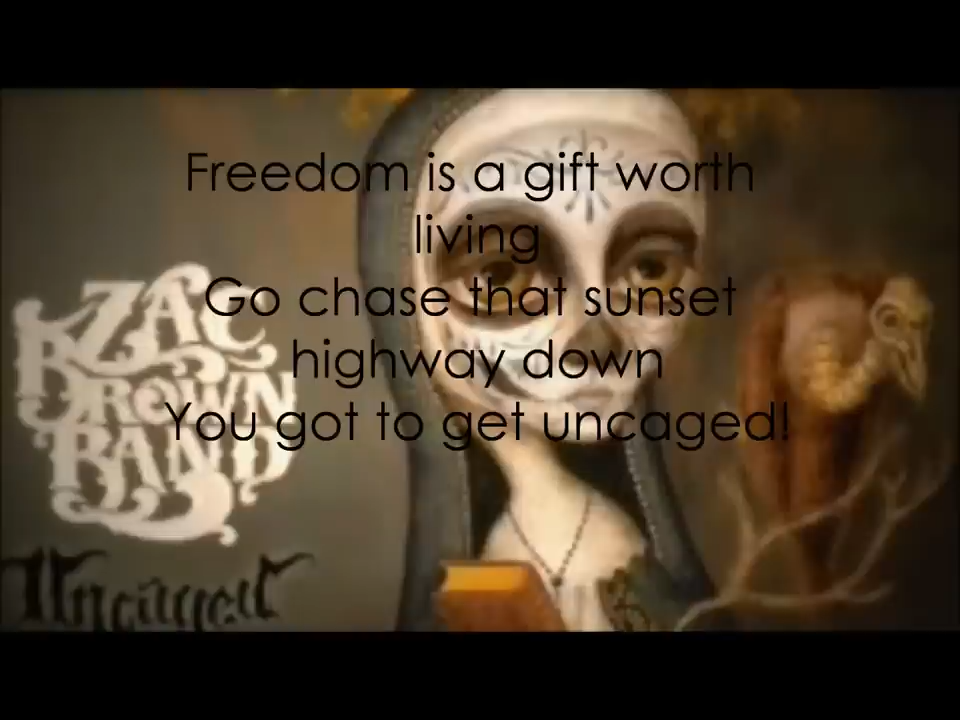 Freedom is a gift worth
living
Go chase that sunset
highway down
You got to get uncaged!
ZAC
BROWN
BAND
Uncaged